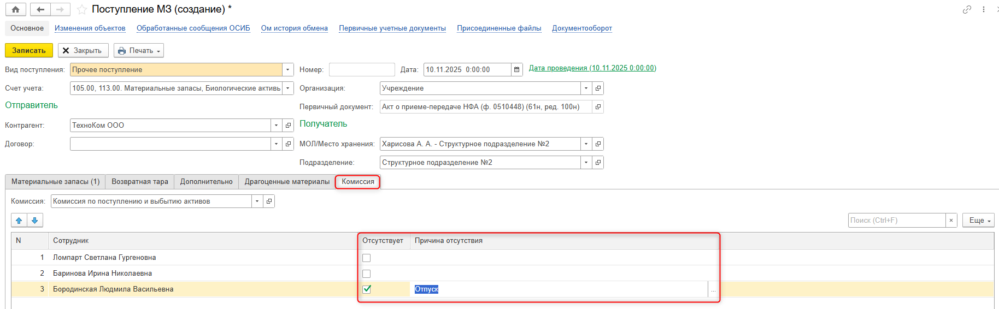 Поступление МЗ (создание) *
Основное Изменения объектов Обработанные сообщения ОСИБ Ом история обмена Первичные учетные документы Присоединенные файлы Документооборот
Записать Закрыть Печать
Вид поступления: Прочее поступление Номер: Дата: 10.11.2025 0:00:00 Дата проведения (10.11.2025 0:00:00)
Счет учета: 105.00, 113.00. Материальные запасы, Биологические активы Организация: Учреждение
Отправитель Первичный документ: Акт о приеме-передаче НФА (ф. 0510448) (61н, ред. 100н)
Контрагент: ТехноКом ООО Получатель
Договор: МОЛ/Место хранения: Харисова А. А. - Структурное подразделение №2
Подразделение: Структурное подразделение №2
Материальные запасы (1) Возвратная тара Дополнительно Драгоценные материалы Комиссия
Комиссия: Комиссия по поступлению и выбытию активов
Поиск (Ctrl+F) × Еще
N Сотрудник Отсутствует Причина отсутствия
1 Ломпарт Светлана Гургеновна
2 Баринова Ирина Николаевна
3 Бородинская Людмила Васильевна Отпуск ...